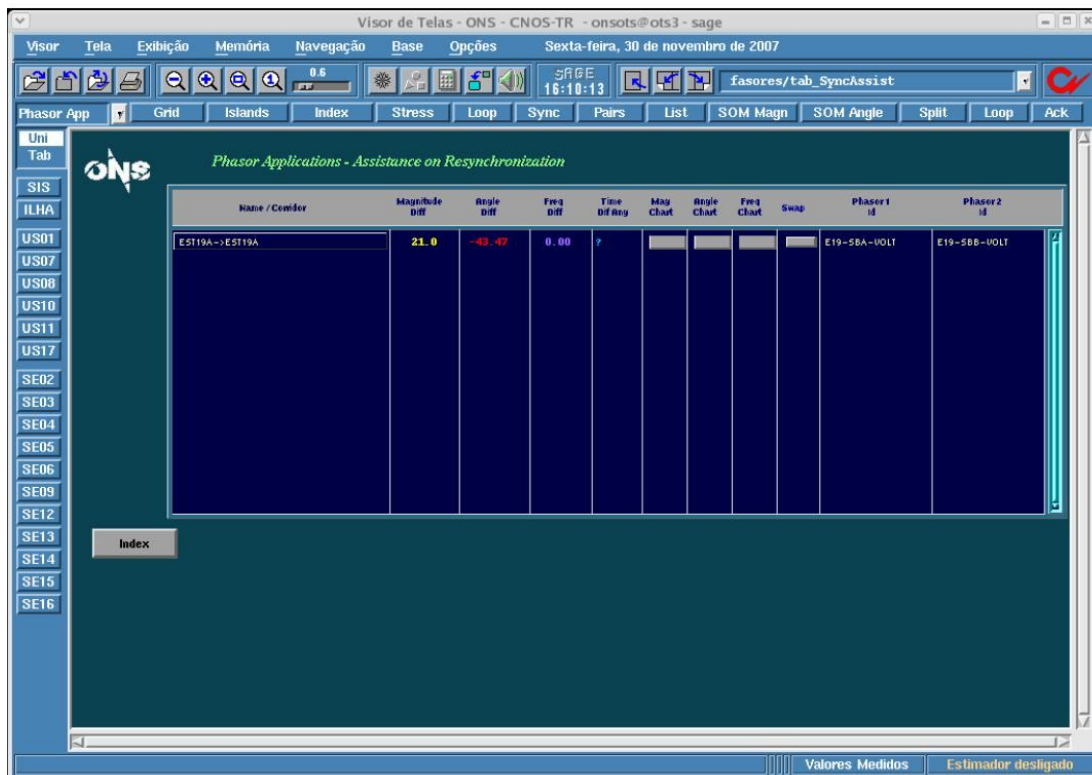 Visor de Telas - ONS - CNOS-TR - onsots@ots3 - sage
Visor Tela Exibição Memória Navegação Base Opções Sexta-feira, 30 de novembro de 2007
0.6 SAGE 16:10:13 fasores/tab_SyncAssist
Phasor App Grid Islands Index Stress Loop Sync Pairs List SOM Magn SOM Angle Split Loop Ack
Uni
Tab
SIS
ILHA
US01
US07
US08
US10
US11
US17
SE02
SE03
SE04
SE05
SE06
SE09
SE12
SE13
SE14
SE15
SE16
ONS
Phasor Applications - Assistance on Resynchronization
Name / Corridor Magnitude Diff Angle Diff Freq Diff Time Dif Ang Mag Chart Angle Chart Freq Chart Swap Phasor 1 Id Phasor 2 Id
EST19A->EST19A 21.0 -43.47 0.00 ? E19-SBA-VOLT E19-SBB-VOLT
Index
Valores Medidos Estimador desligado